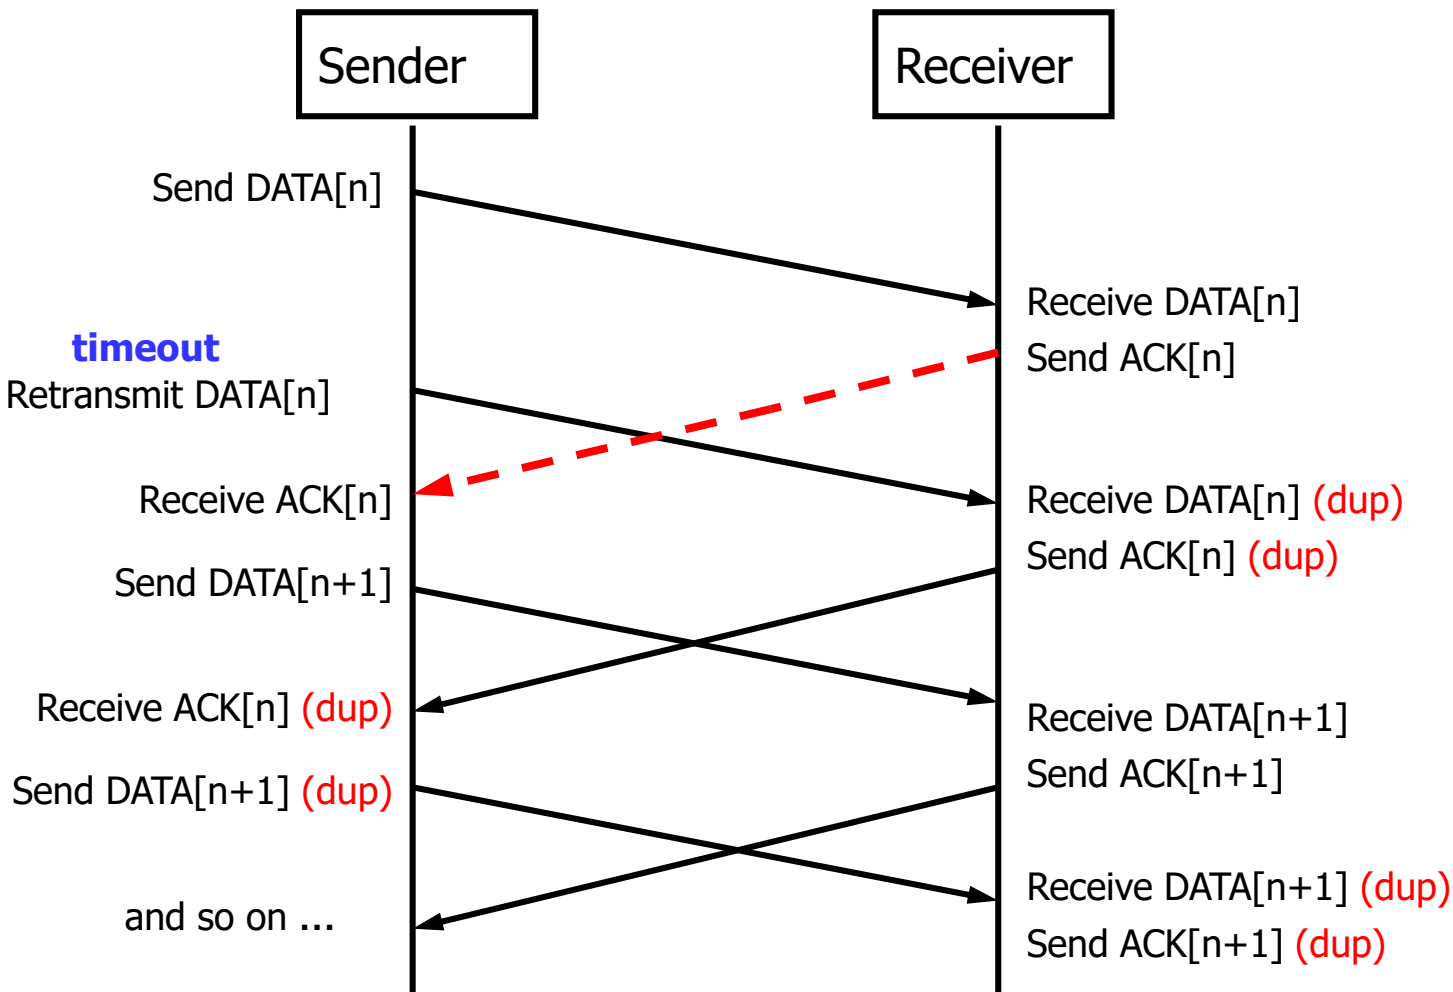 Sender
Receiver
Send DATA[n]
Receive DATA[n]
timeout
Send ACK[n]
Retransmit DATA[n]
Receive ACK[n]
Receive DATA[n] (dup)
Send ACK[n] (dup)
Send DATA[n+1]
Receive ACK[n] (dup)
Receive DATA[n+1]
Send ACK[n+1]
Send DATA[n+1] (dup)
Receive DATA[n+1] (dup)
and so on ...
Send ACK[n+1] (dup)